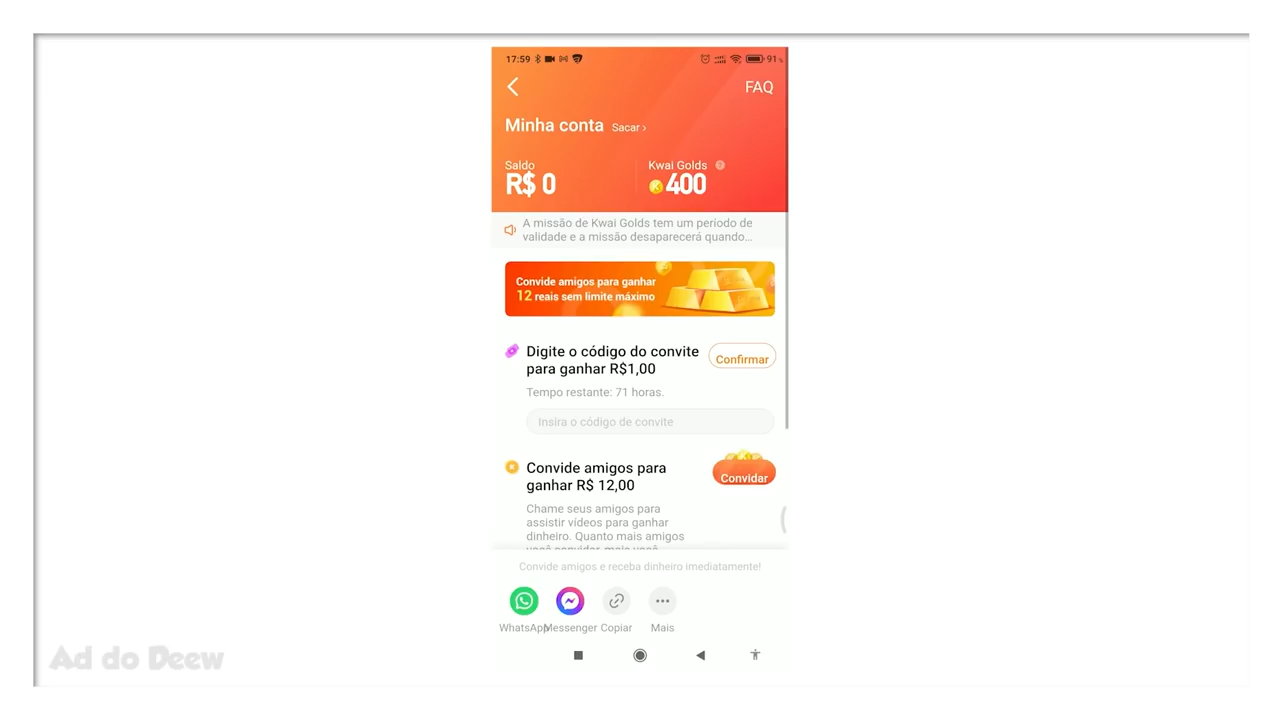 17:59
91%
FAQ
Minha conta Sacar >
Saldo Kwai Golds ?
R$ 0 K 400
A missão de Kwai Golds tem um período de
validade e a missão desaparecerá quando...
Convide amigos para ganhar
12 reais sem limite máximo
Digite o código do convite
para ganhar R$1,00
Confirmar
Tempo restante: 71 horas.
Insira o código de convite
Convide amigos para
ganhar R$ 12,00
Convidar
Chame seus amigos para
assistir vídeos para ganhar
dinheiro. Quanto mais amigos
você convidar, mais você
Convide amigos e receba dinheiro imediatamente!
WhatsApp Messenger Copiar Mais
Ad do Deew